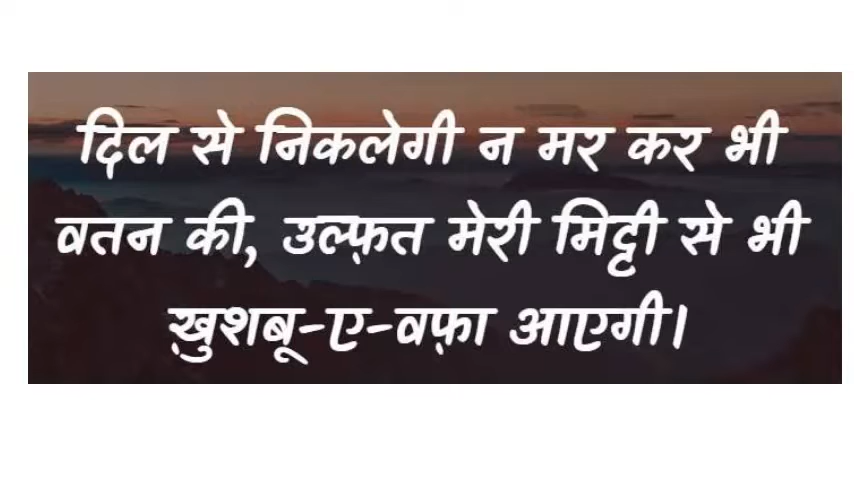 दिल से निकलेगी न मर कर भी
वतन की, उल्फ़त मेरी मिट्टी से भी
ख़ुशबू-ए-वफ़ा आएगी।